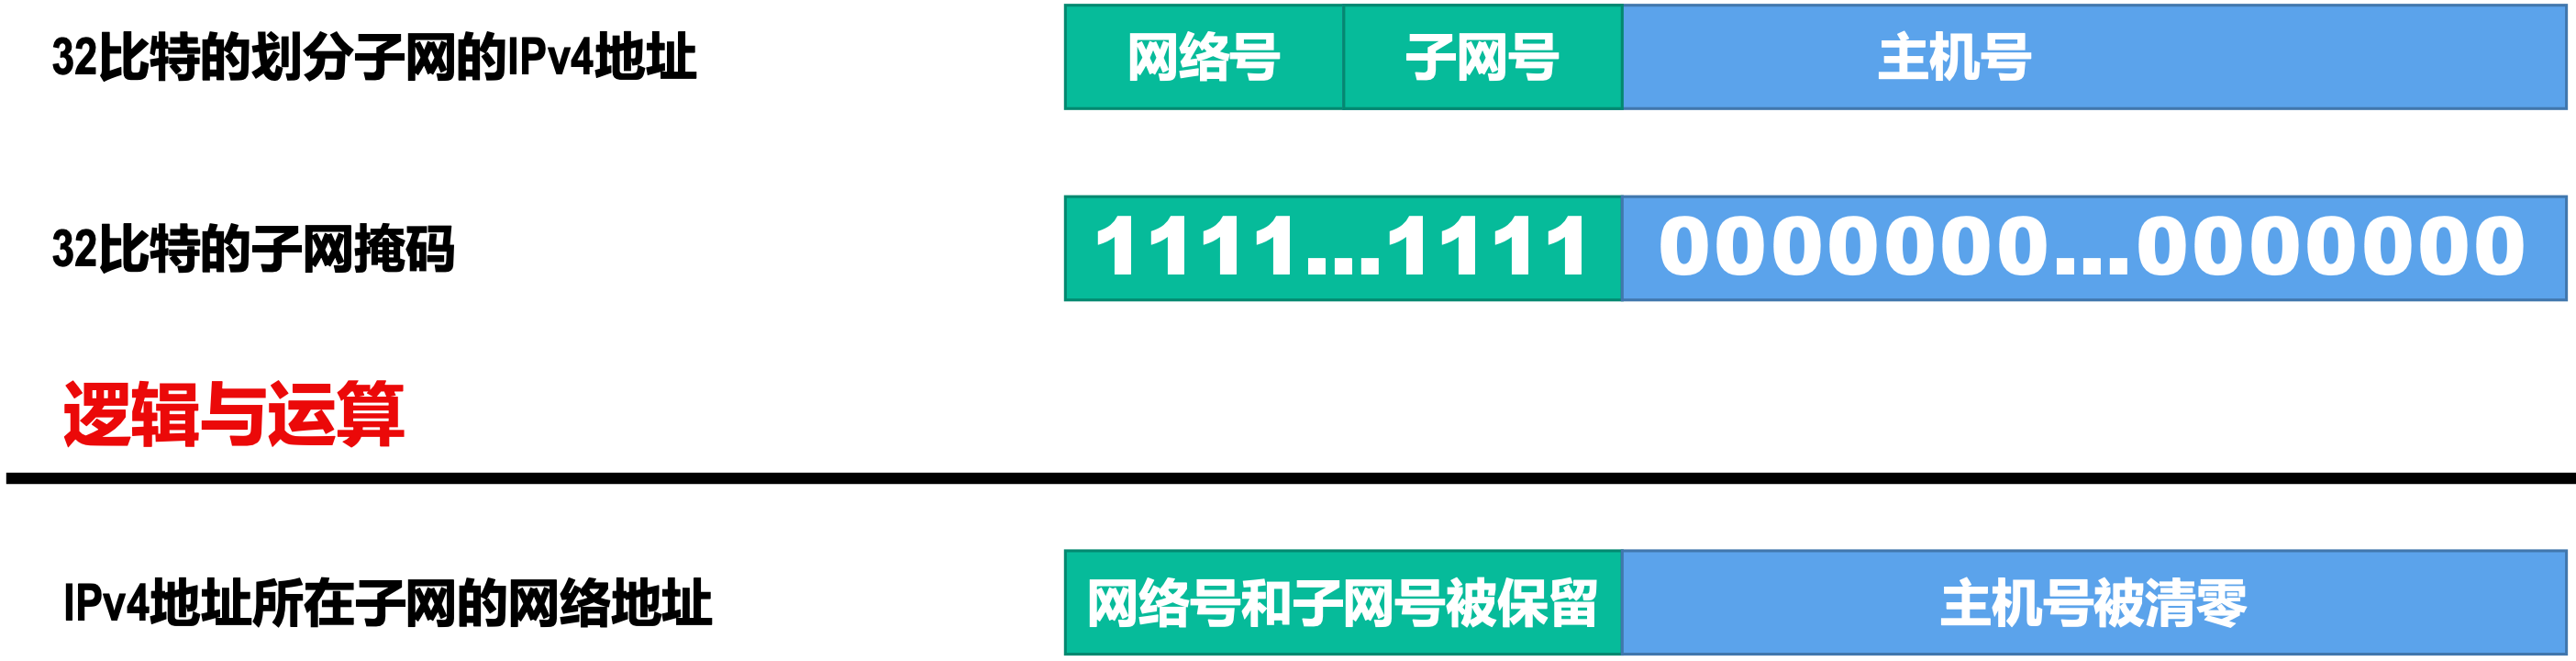 32比特的划分子网的IPv4地址 网络号 子网号 主机号
32比特的子网掩码 1111...1111 0000000...0000000
逻辑与运算
IPv4地址所在子网的网络地址 网络号和子网号被保留 主机号被清零